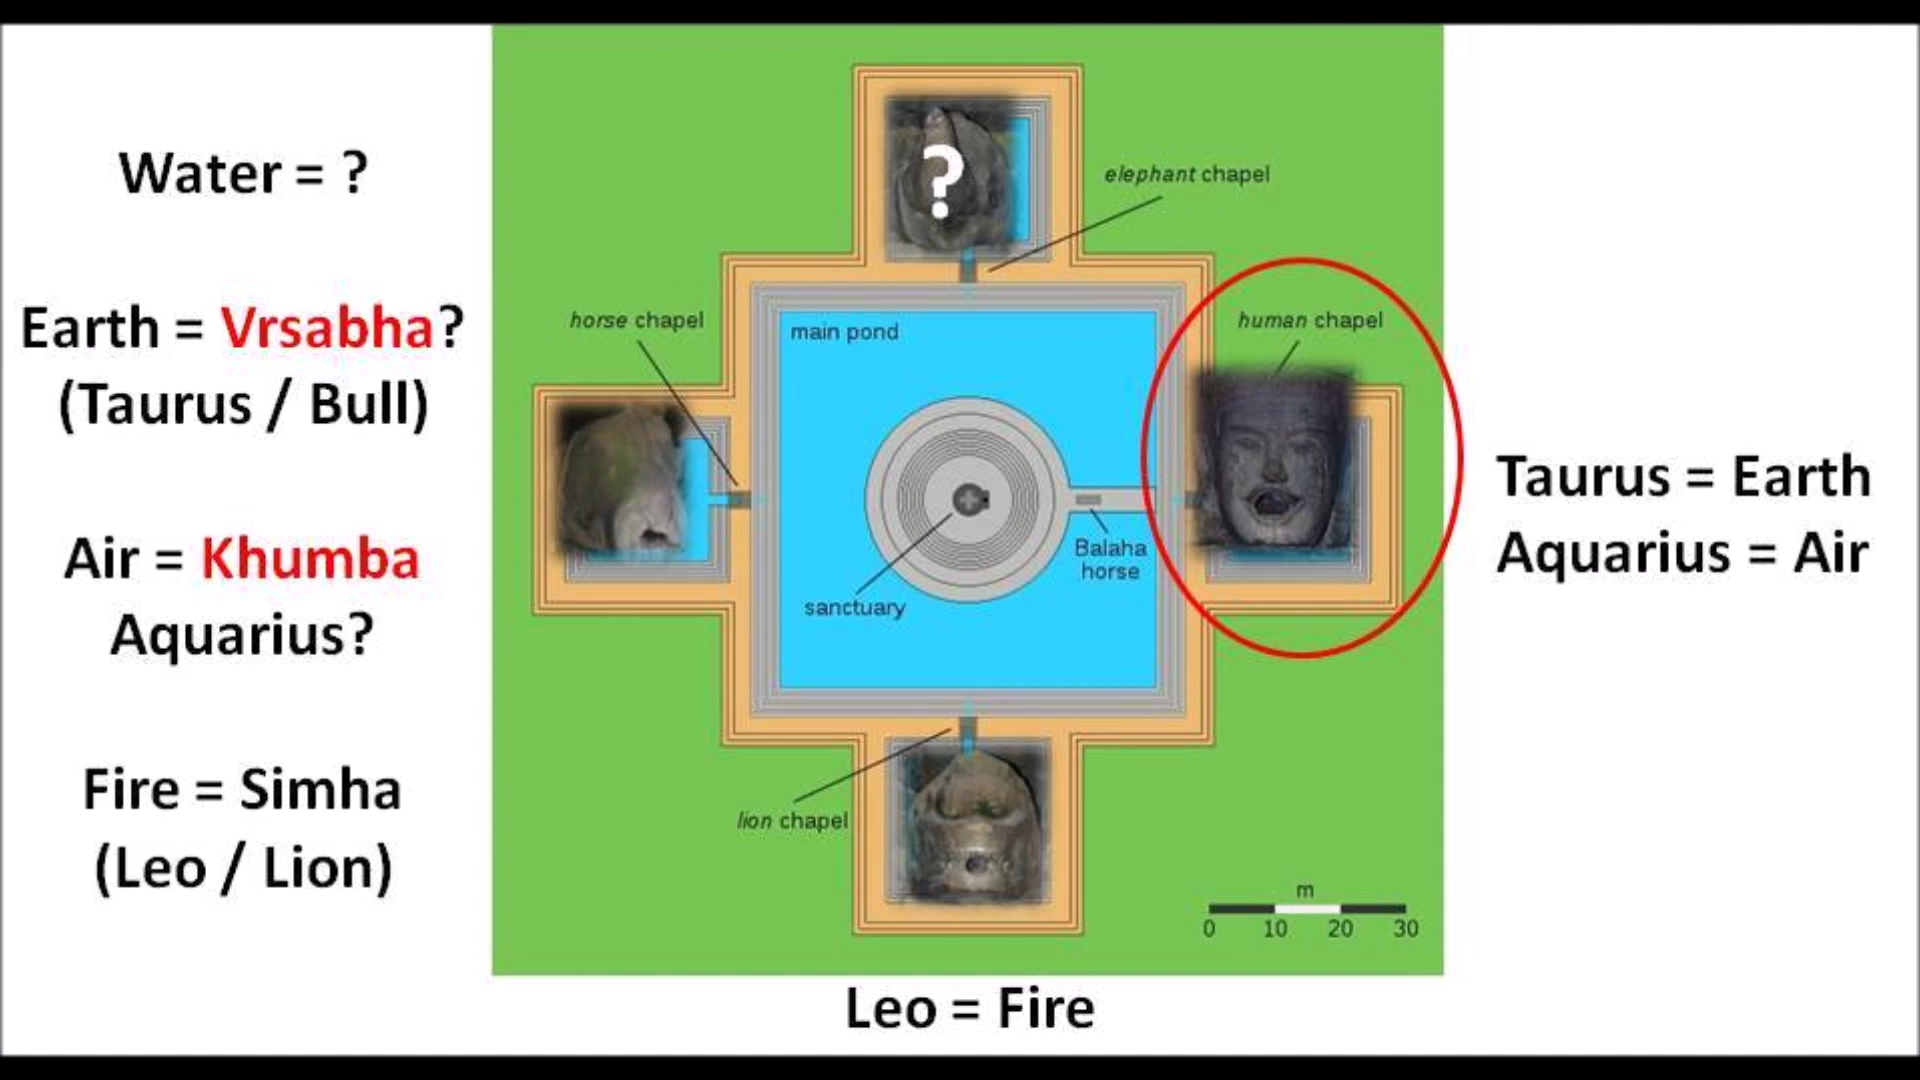 Water = ?
Earth = Vrsabha?
(Taurus / Bull)
Air = Khumba
Aquarius?
Fire = Simha
(Leo / Lion)
?
elephant chapel
horse chapel
human chapel
main pond
Balaha
horse
sanctuary
lion chapel
m
0 10 20 30
Taurus = Earth
Aquarius = Air
Leo = Fire